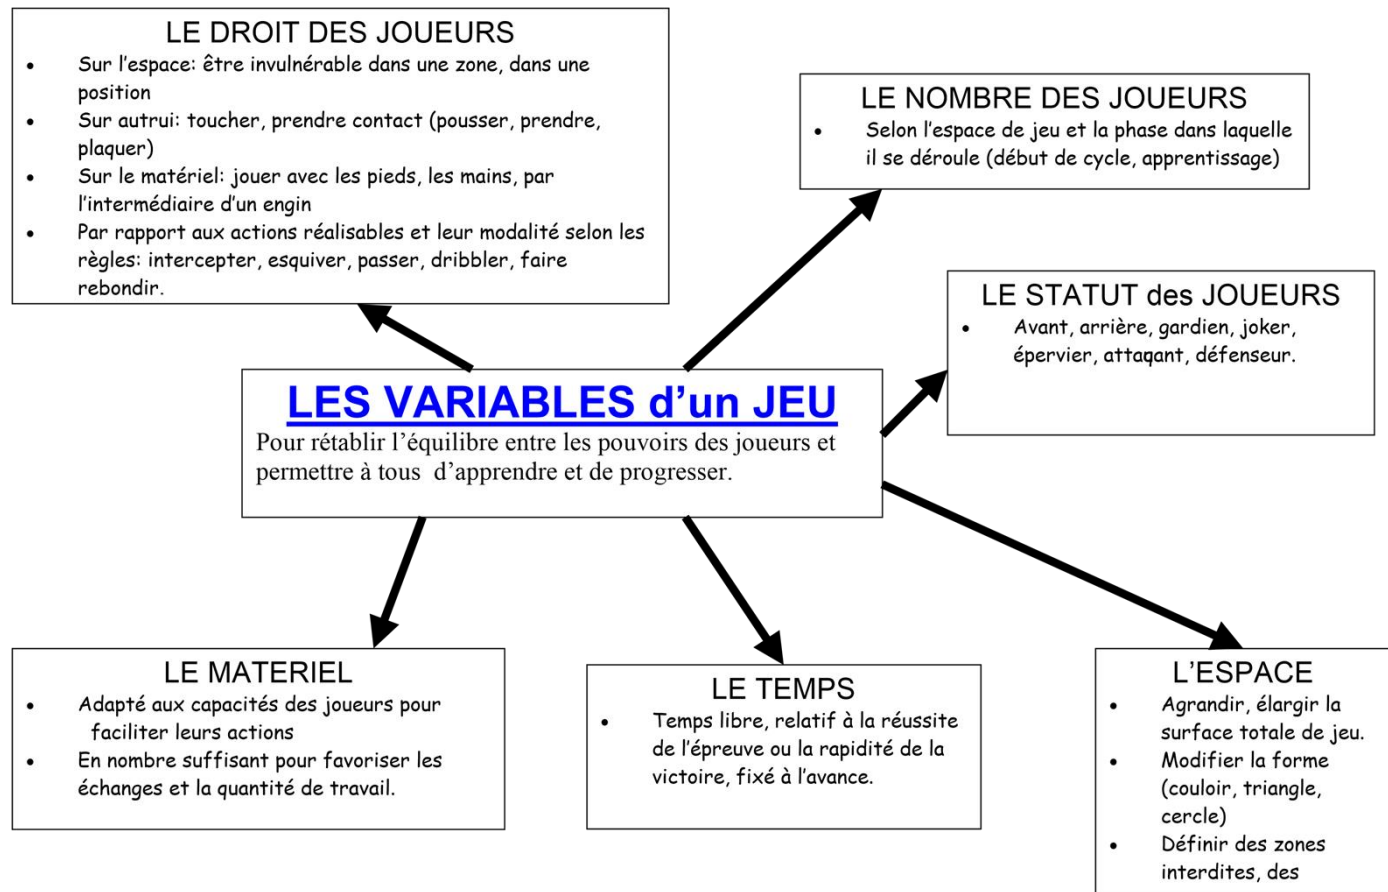 LE DROIT DES JOUEURS
• Sur l'espace: être invulnérable dans une zone, dans une
position
• Sur autrui: toucher, prendre contact (pousser, prendre,
plaquer)
• Sur le matériel: jouer avec les pieds, les mains, par
l'intermédiaire d'un engin
• Par rapport aux actions réalisables et leur modalité selon les
règles: intercepter, esquiver, passer, dribbler, faire
rebondir.
LE NOMBRE DES JOUEURS
• Selon l'espace de jeu et la phase dans laquelle
il se déroule (début de cycle, apprentissage)
LE STATUT des JOUEURS
• Avant, arrière, gardien, joker,
épervier, attaqant, défenseur.
LES VARIABLES d'un JEU
Pour rétablir l'équilibre entre les pouvoirs des joueurs et
permettre à tous d'apprendre et de progresser.
LE MATERIEL
• Adapté aux capacités des joueurs pour
faciliter leurs actions
• En nombre suffisant pour favoriser les
échanges et la quantité de travail.
LE TEMPS
• Temps libre, relatif à la réussite
de l'épreuve ou la rapidité de la
victoire, fixé à l'avance.
L'ESPACE
• Agrandir, élargir la
surface totale de jeu.
• Modifier la forme
(couloir, triangle,
cercle)
• Définir des zones
interdites, des